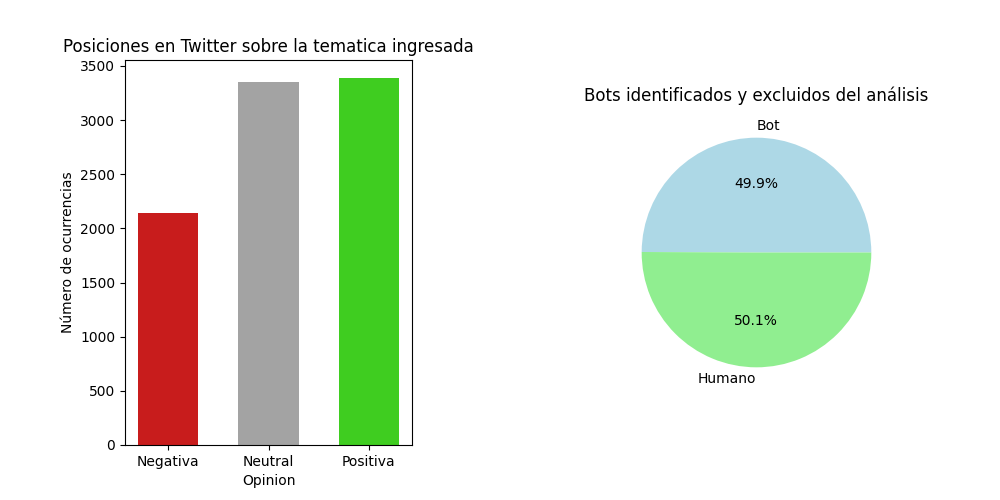 Posiciones en Twitter sobre la tematica ingresada
3500
3000
2500
2000
1500
1000
500
0
Número de ocurrencias
Negativa
Neutral
Positiva
Opinion
Bots identificados y excluidos del análisis
Bot
49.9%
50.1%
Humano